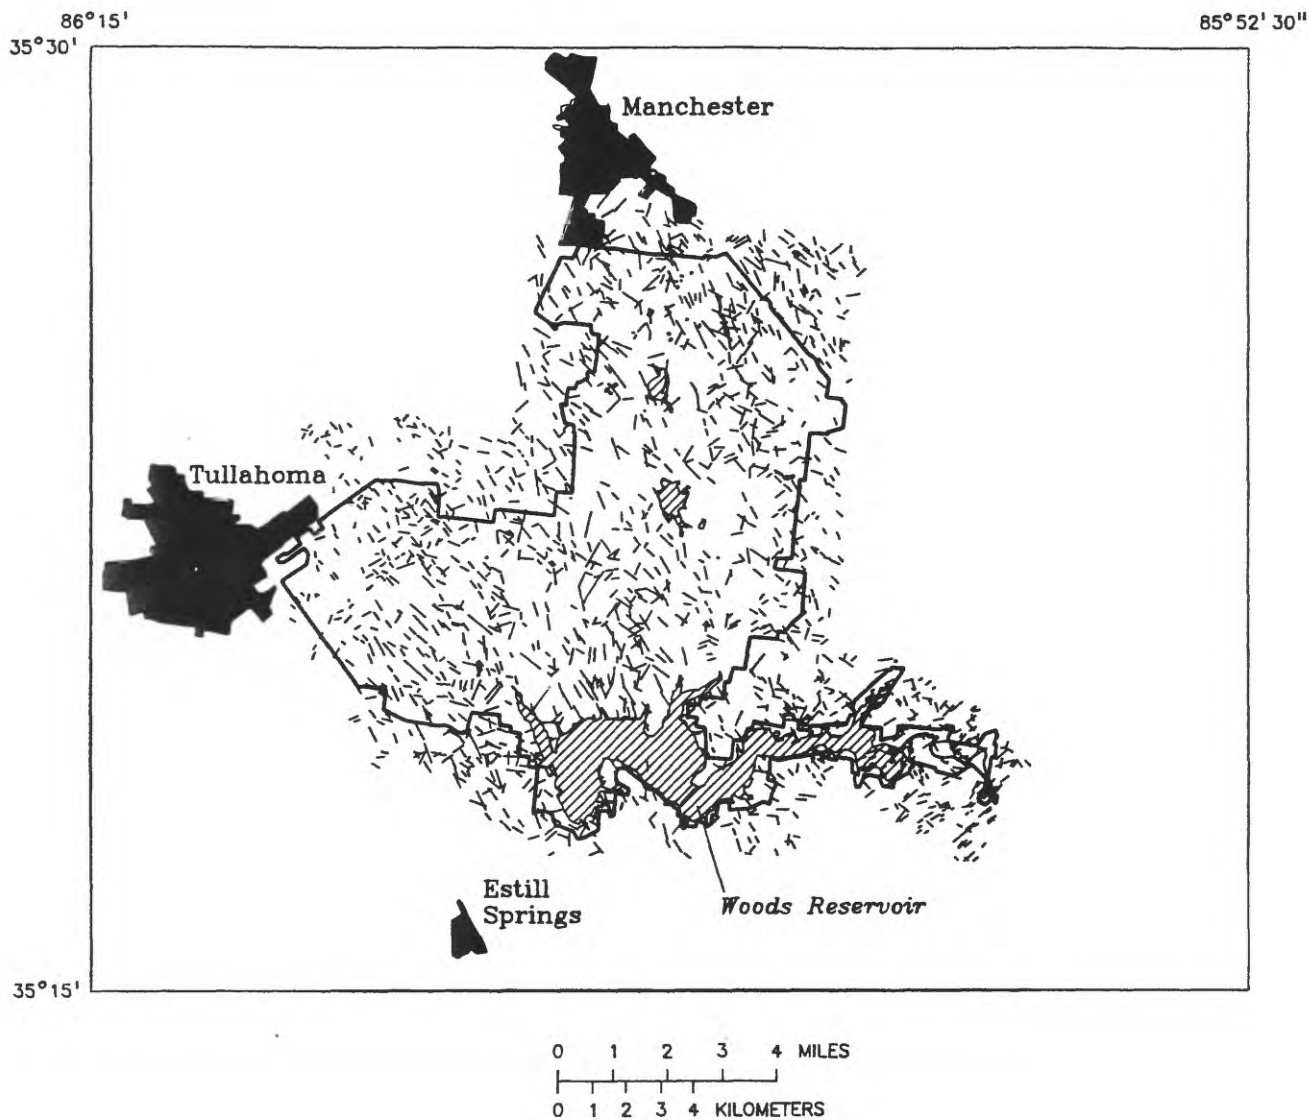 86°15'
85°52' 30"
35°30'
Manchester
Tullahoma
Estill
Springs
Woods Reservoir
35°15'
0 1 2 3 4 MILES
0 1 2 3 4 KILOMETERS